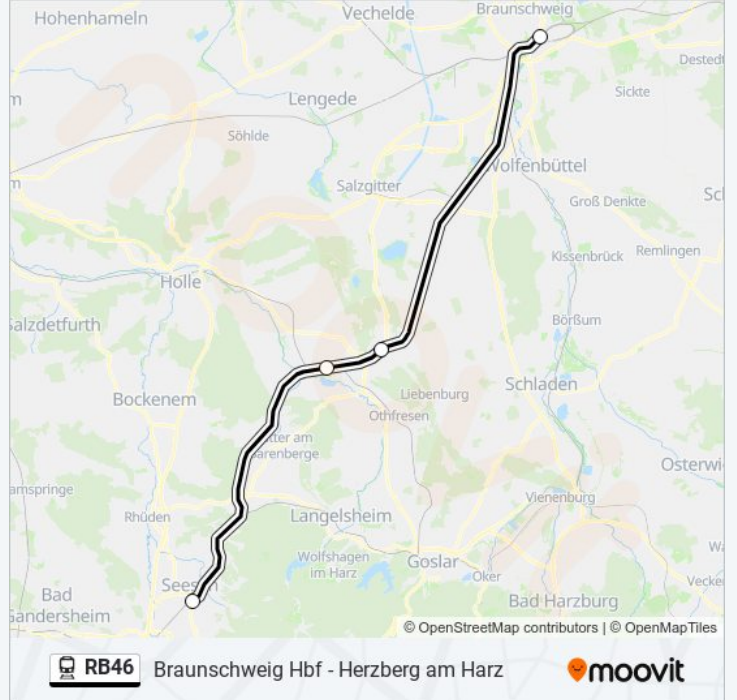 Hohenhameln
Vechelde
Braunschweig
Destedt
Sickte
Lengede
Söhlde
Wolfenbüttel
Salzgitter
Groß Denkte
Remlingen
Kissenbrück
Holle
Börßum
Salzdetfurth
Schladen
Liebenburg
Bockenem
Othfresen
Osterwi
amspringe
Vienenburg
Rhüden
Langelsheim
Wolfshagen
im Harz
Goslar
Oker
Seesen
Bad
Gandersheim
Bad Harzburg
© OpenStreetMap contributors | © OpenMapTiles
RB46 Braunschweig Hbf - Herzberg am Harz
moovit